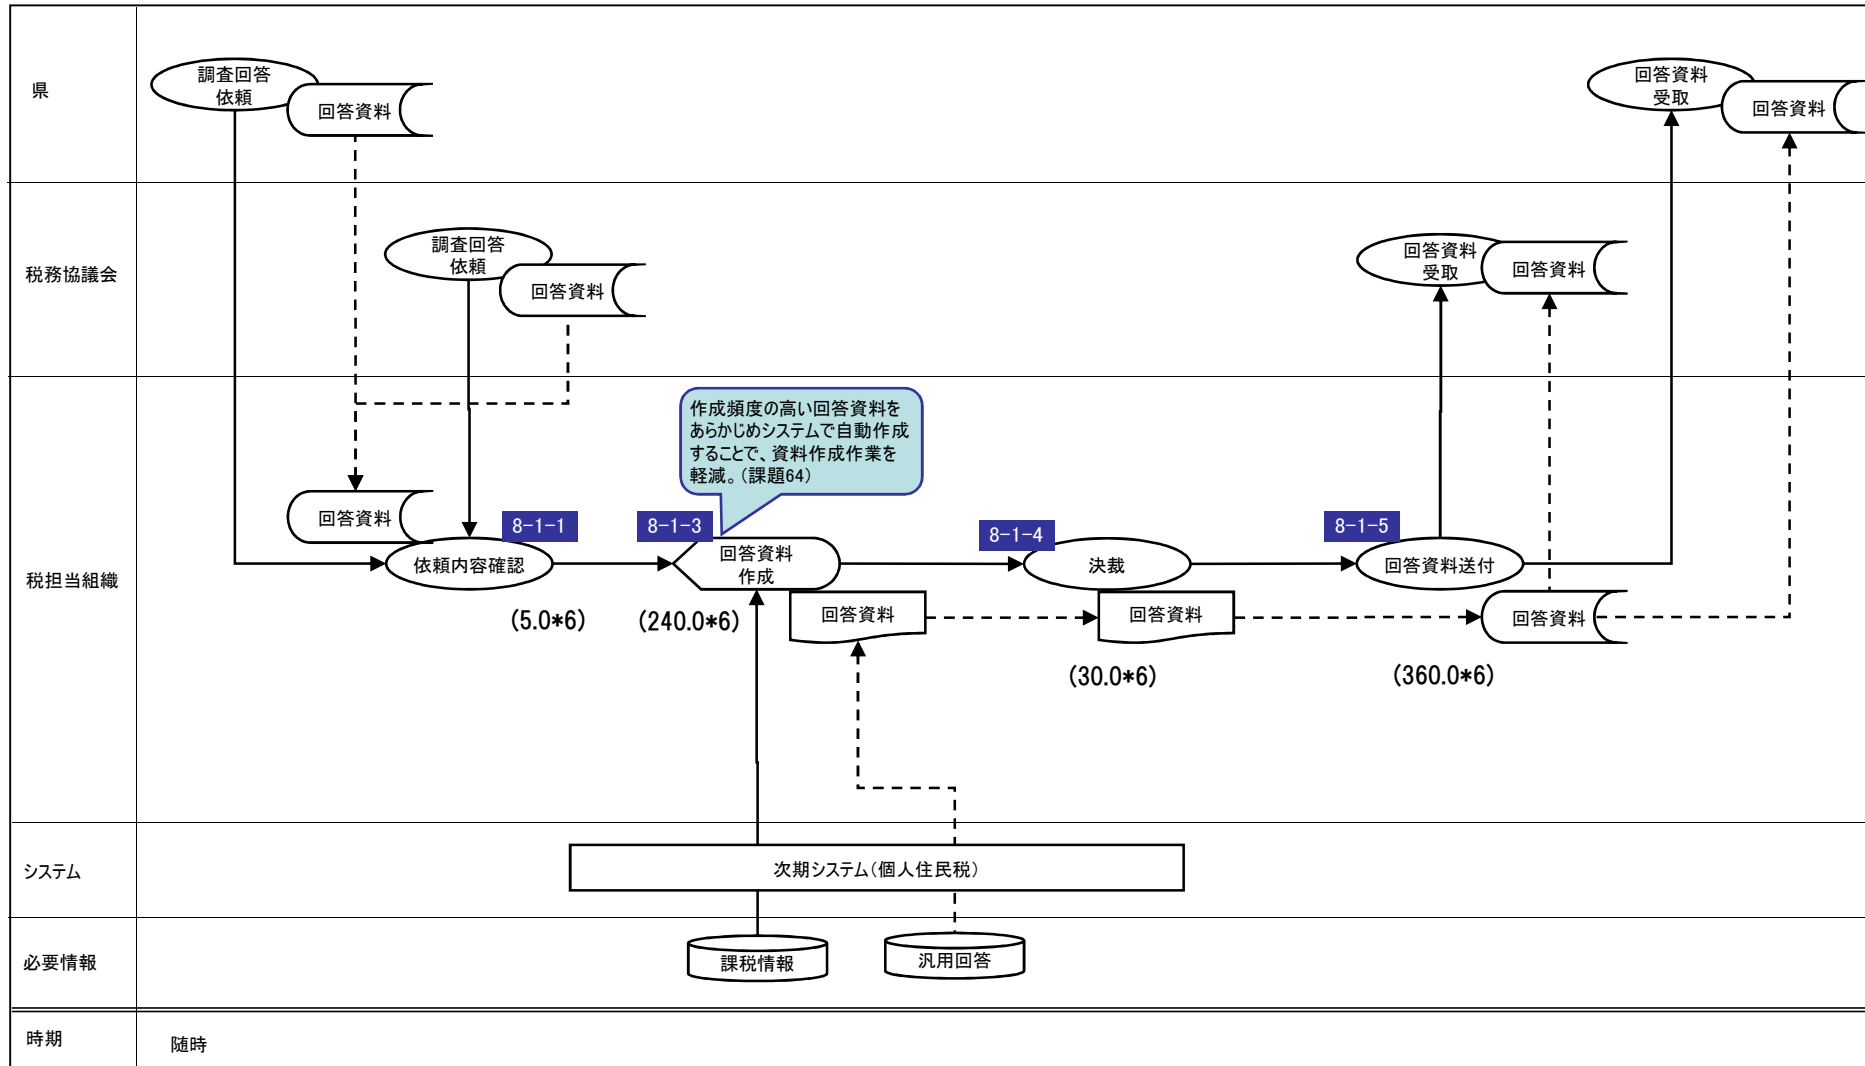 県
調査回答
依頼
回答資料
回答資料
受取
回答資料
税務協議会
調査回答
依頼
回答資料
回答資料
受取
回答資料
税担当組織
作成頻度の高い回答資料を
あらかじめシステムで自動作成
することで、資料作成作業を
軽減。(課題64)
回答資料
8-1-1
依頼内容確認
(5.0*6)
8-1-3
回答資料
作成
(240.0*6)
回答資料
8-1-4
決裁
回答資料
(30.0*6)
8-1-5
回答資料送付
回答資料
(360.0*6)
システム
次期システム(個人住民税)
必要情報
課税情報
汎用回答
時期
随時